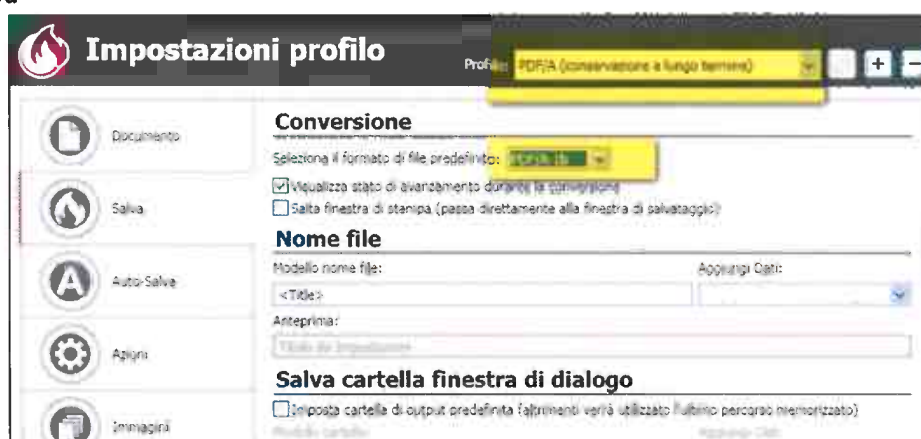 Impostazioni profilo
Profilo: PDF/A (conservazione a lungo termine)
Documento
Salva
Auto-Salva
Azioni
Immagini
Conversione
Seleziona il formato di file predefinito: PDF/A-1b
Visualizza stato di avanzamento durante la conversione
Salta finestra di stampa (passa direttamente alla finestra di salvataggio)
Nome file
Modello nome file:
Aggiungi Dati:
<Title>
Anteprima:
Salva cartella finestra di dialogo
Imposta cartella di output predefinita (altrimenti verrà utilizzato l'ultimo percorso memorizzato)